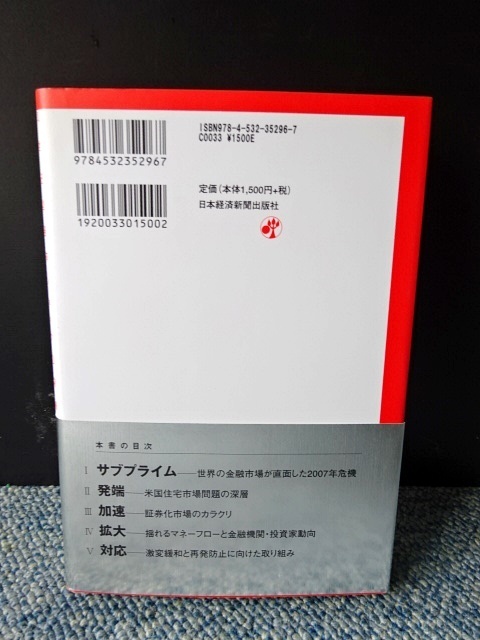 9784532352967
ISBN978-4-532-35296-7
C0033 ¥1500E
1920033015002
定価（本体1,500円+税）
日本経済新聞出版社
本書の目次
Ⅰ サブプライム──世界の金融市場が直面した2007年危機
Ⅱ 発端──米国住宅市場問題の深層
Ⅲ 加速──証券化市場のカラクリ
Ⅳ 拡大──揺れるマネーフローと金融機関・投資家動向
Ⅴ 対応──激変緩和と再発防止に向けた取り組み